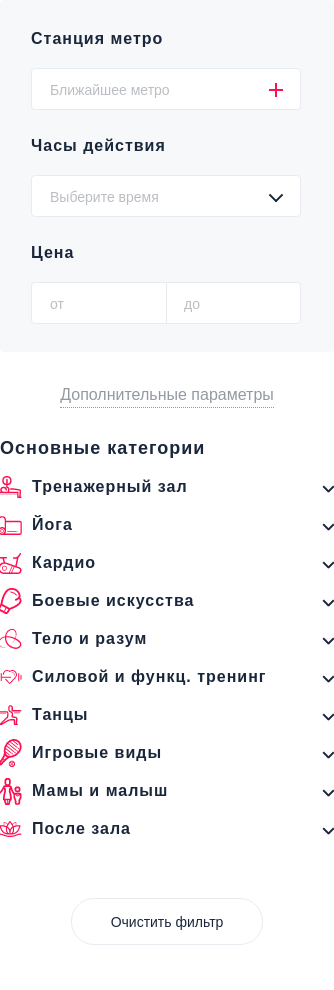 Станция метро
Ближайшее метро
Часы действия
Выберите время
Цена
от до
Дополнительные параметры
Основные категории
Тренажерный зал
Йога
Кардио
Боевые искусства
Тело и разум
Силовой и функц. тренинг
Танцы
Игровые виды
Мамы и малыш
После зала
Очистить фильтр